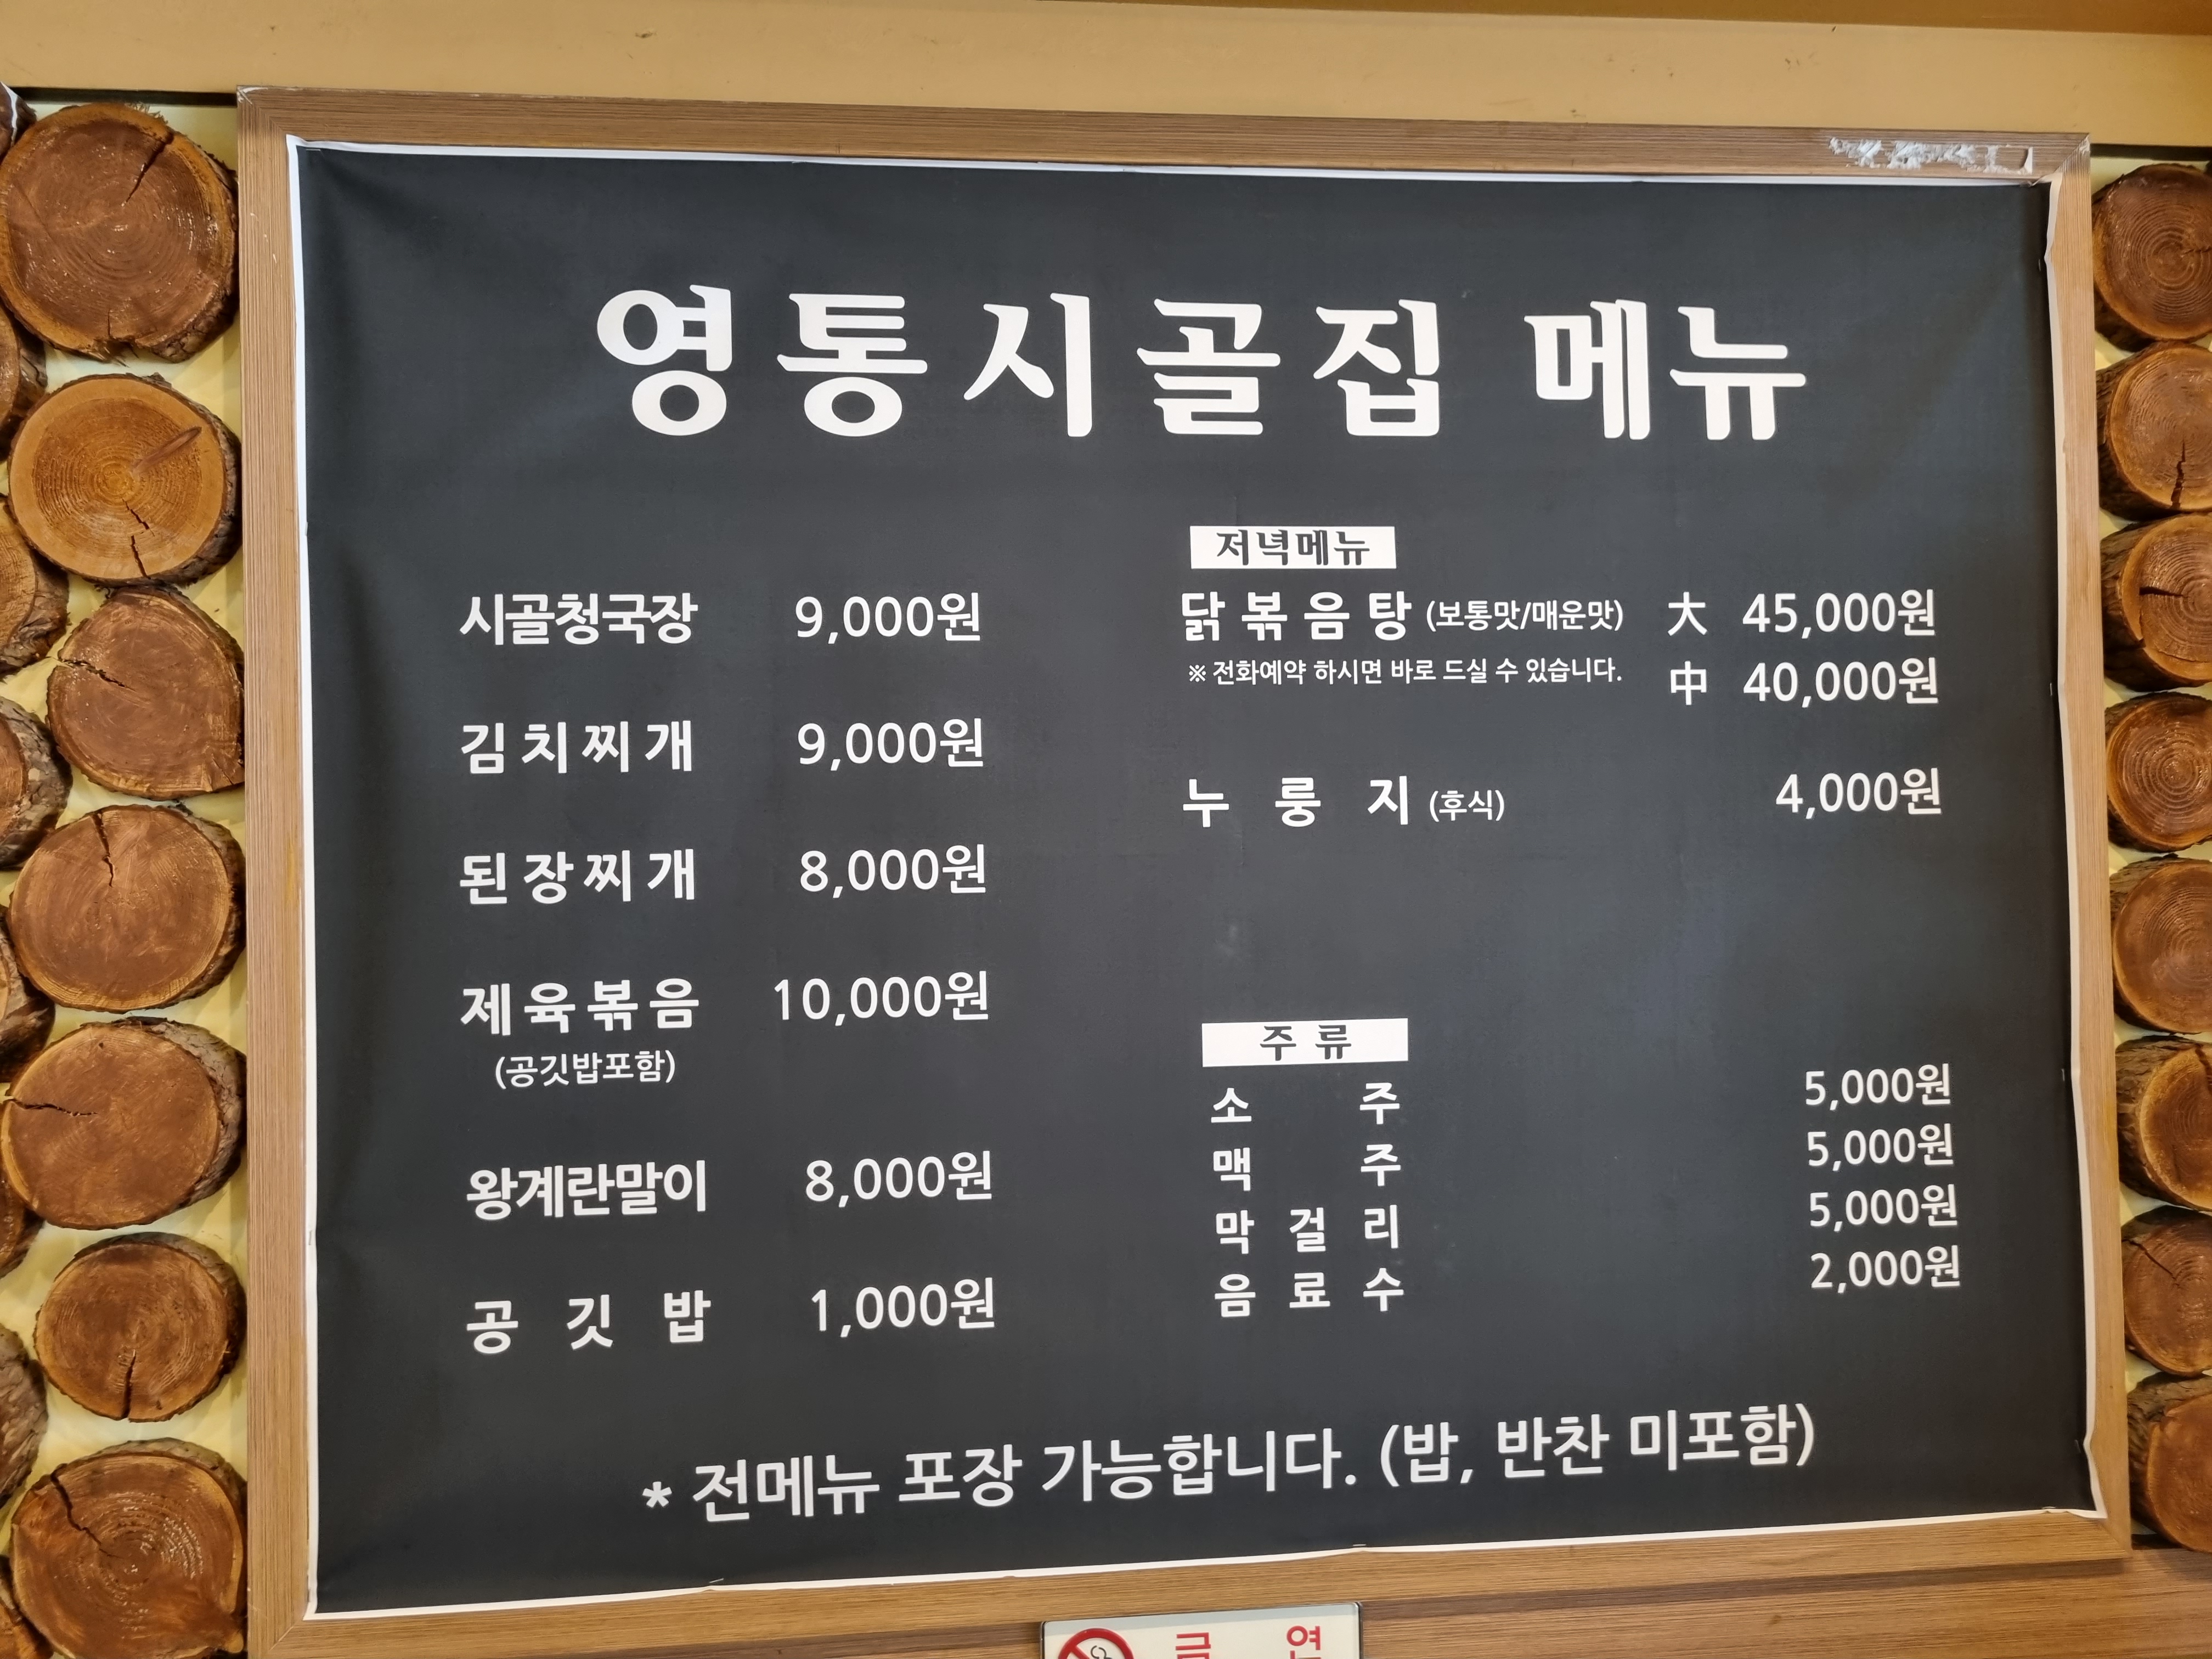 영통시골집 메뉴
시골청국장 9,000원
김치찌개 9,000원
된장찌개 8,000원
제육볶음 10,000원
(공깃밥포함)
왕계란말이 8,000원
공깃밥 1,000원
저녁메뉴
닭볶음탕 (보통맛/매운맛) 大 45,000원
※ 전화예약 하시면 바로 드실 수 있습니다. 中 40,000원
누룽지 (후식) 4,000원
주류
소주 5,000원
맥주 5,000원
막걸리 5,000원
음료수 2,000원
* 전메뉴 포장 가능합니다. (밥, 반찬 미포함)
금연